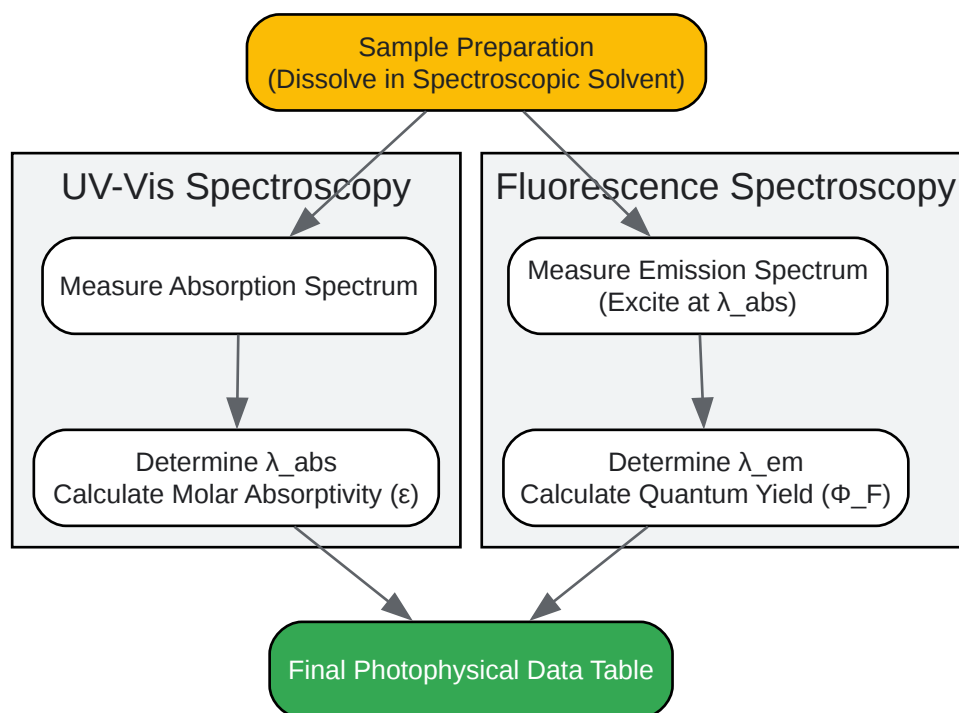 Sample Preparation
(Dissolve in Spectroscopic Solvent)
UV-Vis Spectroscopy
Measure Absorption Spectrum
Determine λ_abs
Calculate Molar Absorptivity (ε)
Fluorescence Spectroscopy
Measure Emission Spectrum
(Excite at λ_abs)
Determine λ_em
Calculate Quantum Yield (Φ_F)
Final Photophysical Data Table